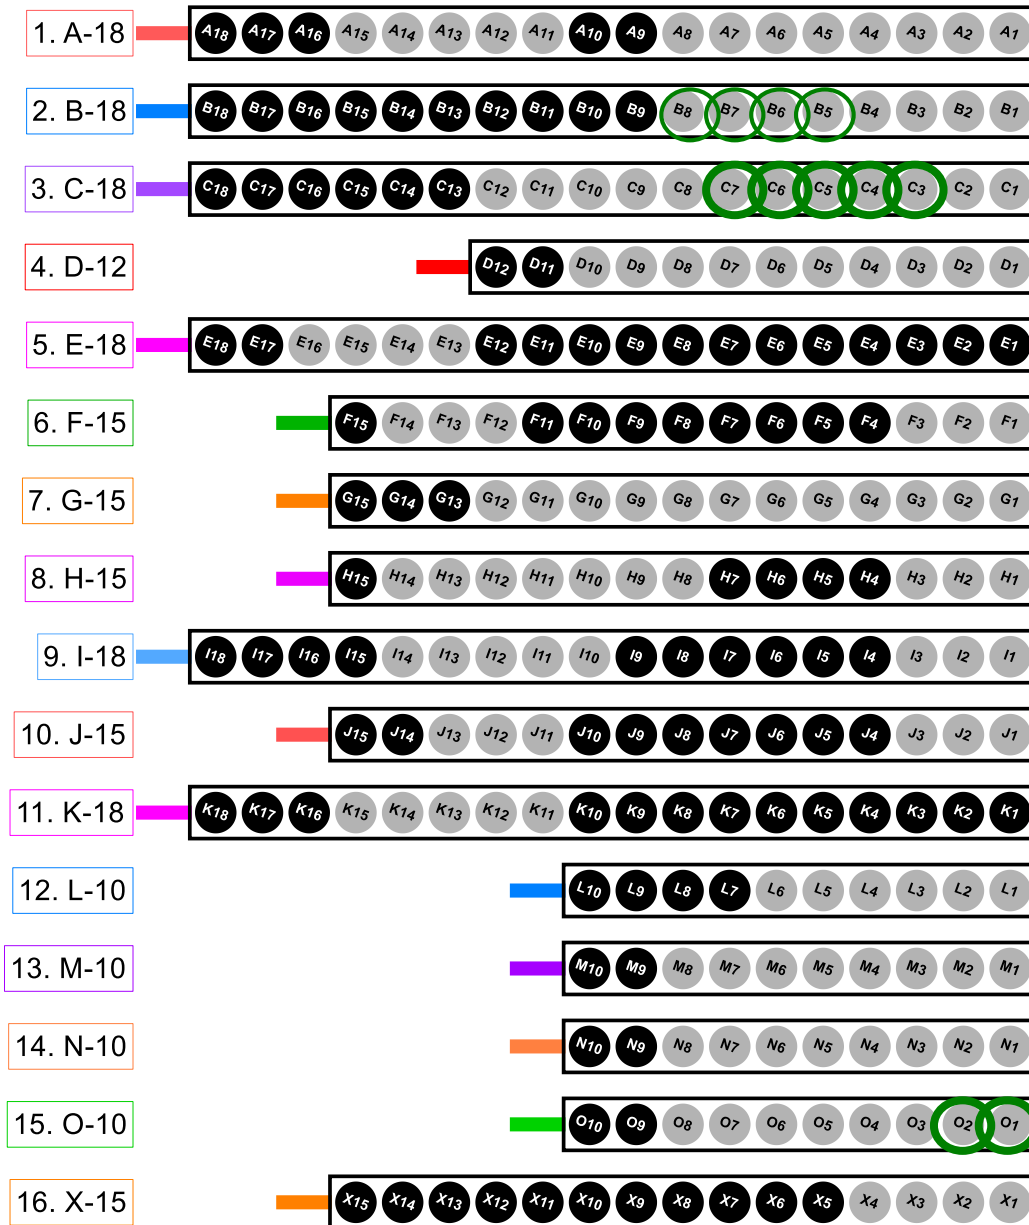 1. A-18 A18 A17 A16 A15 A14 A13 A12 A11 A10 A9 A8 A7 A6 A5 A4 A3 A2 A1
2. B-18 B18 B17 B16 B15 B14 B13 B12 B11 B10 B9 B8 B7 B6 B5 B4 B3 B2 B1
3. C-18 C18 C17 C16 C15 C14 C13 C12 C11 C10 C9 C8 C7 C6 C5 C4 C3 C2 C1
4. D-12 D12 D11 D10 D9 D8 D7 D6 D5 D4 D3 D2 D1
5. E-18 E18 E17 E16 E15 E14 E13 E12 E11 E10 E9 E8 E7 E6 E5 E4 E3 E2 E1
6. F-15 F15 F14 F13 F12 F11 F10 F9 F8 F7 F6 F5 F4 F3 F2 F1
7. G-15 G15 G14 G13 G12 G11 G10 G9 G8 G7 G6 G5 G4 G3 G2 G1
8. H-15 H15 H14 H13 H12 H11 H10 H9 H8 H7 H6 H5 H4 H3 H2 H1
9. I-18 I18 I17 I16 I15 I14 I13 I12 I11 I10 I9 I8 I7 I6 I5 I4 I3 I2 I1
10. J-15 J15 J14 J13 J12 J11 J10 J9 J8 J7 J6 J5 J4 J3 J2 J1
11. K-18 K18 K17 K16 K15 K14 K13 K12 K11 K10 K9 K8 K7 K6 K5 K4 K3 K2 K1
12. L-10 L10 L9 L8 L7 L6 L5 L4 L3 L2 L1
13. M-10 M10 M9 M8 M7 M6 M5 M4 M3 M2 M1
14. N-10 N10 N9 N8 N7 N6 N5 N4 N3 N2 N1
15. O-10 O10 O9 O8 O7 O6 O5 O4 O3 O2 O1
16. X-15 X15 X14 X13 X12 X11 X10 X9 X8 X7 X6 X5 X4 X3 X2 X1